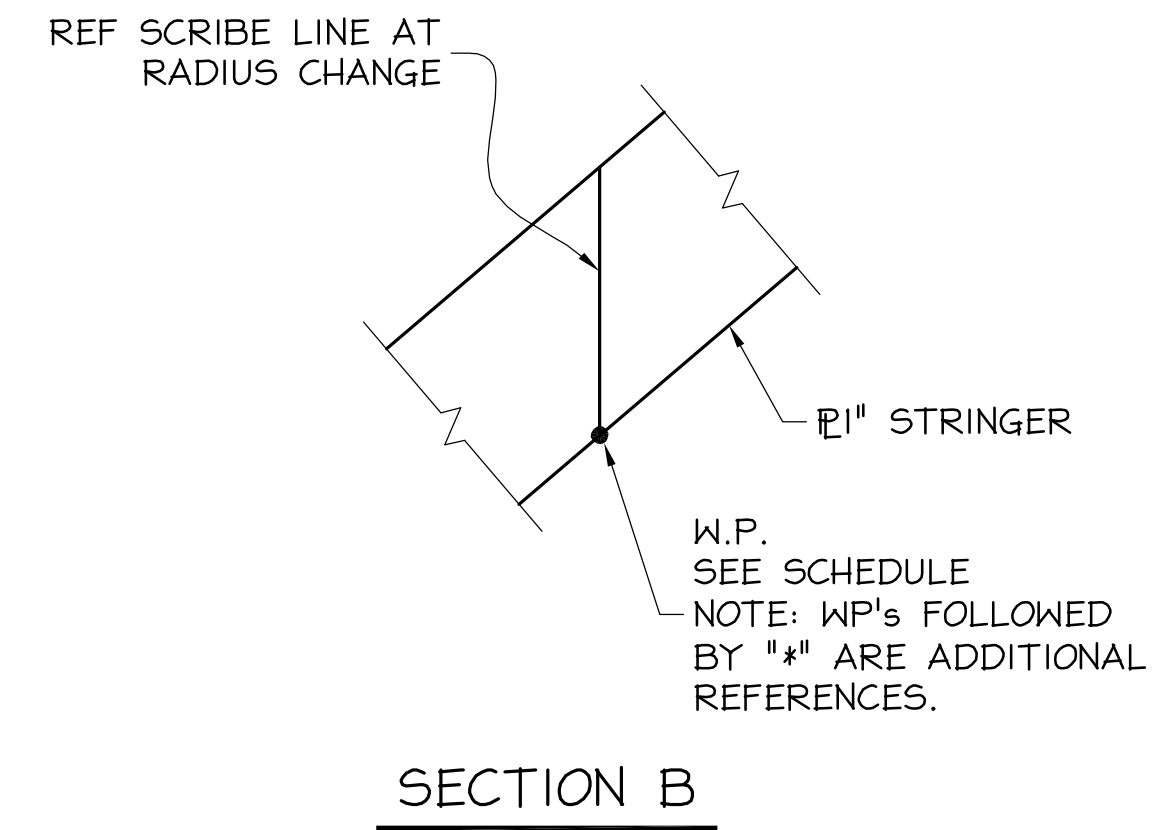 REF SCRIBE LINE AT
RADIUS CHANGE
PL1" STRINGER
W.P.
SEE SCHEDULE
NOTE: WP's FOLLOWED
BY "*" ARE ADDITIONAL
REFERENCES.
SECTION B